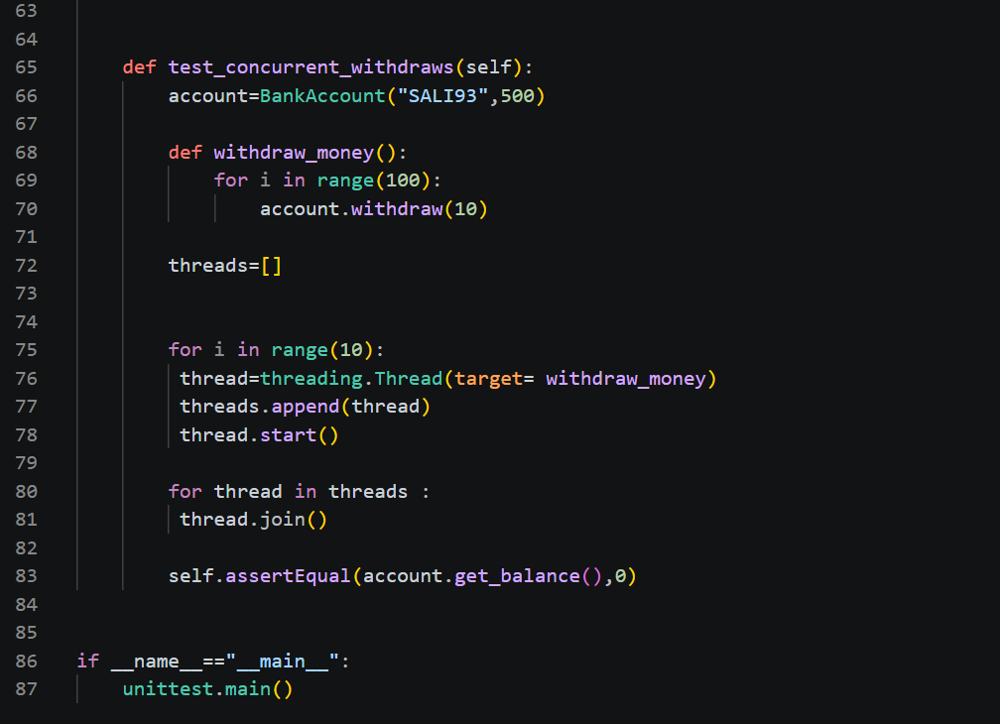 63
64
65 def test_concurrent_withdraws(self):
66 account=BankAccount("SALI93",500)
67
68 def withdraw_money():
69 for i in range(100):
70 account.withdraw(10)
71
72 threads=[]
73
74
75 for i in range(10):
76 thread=threading.Thread(target= withdraw_money)
77 threads.append(thread)
78 thread.start()
79
80 for thread in threads :
81 thread.join()
82
83 self.assertEqual(account.get_balance(),0)
84
85
86 if __name__=="__main__":
87 unittest.main()